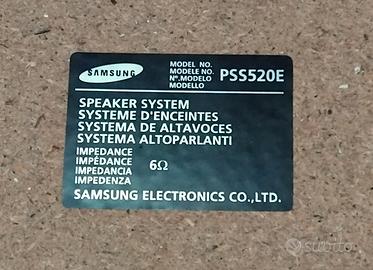 SAMSUNG
MODEL NO.
MODÈLE NO.
Nº.MODELO
MODELLO
PSS520E
SPEAKER SYSTEM
SYSTEME D'ENCEINTES
SYSTEMA DE ALTAVOCES
SYSTEMA ALTOPARLANTI
IMPEDANCE
IMPÉDANCE
IMPEDANCIA
IMPEDENZA
6Ω
SAMSUNG ELECTRONICS CO.,LTD.
subito